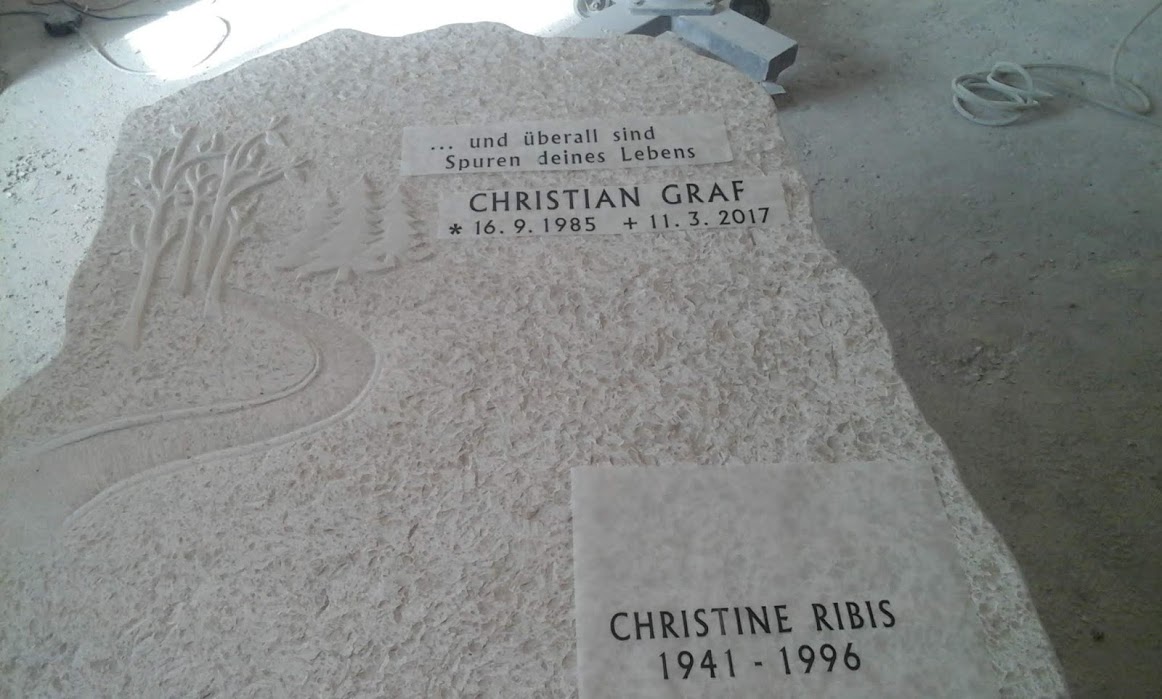 ... und überall sind
Spuren deines Lebens
CHRISTIAN GRAF
* 16. 9. 1985 + 11. 3. 2017
CHRISTINE RIBIS
1941 - 1996